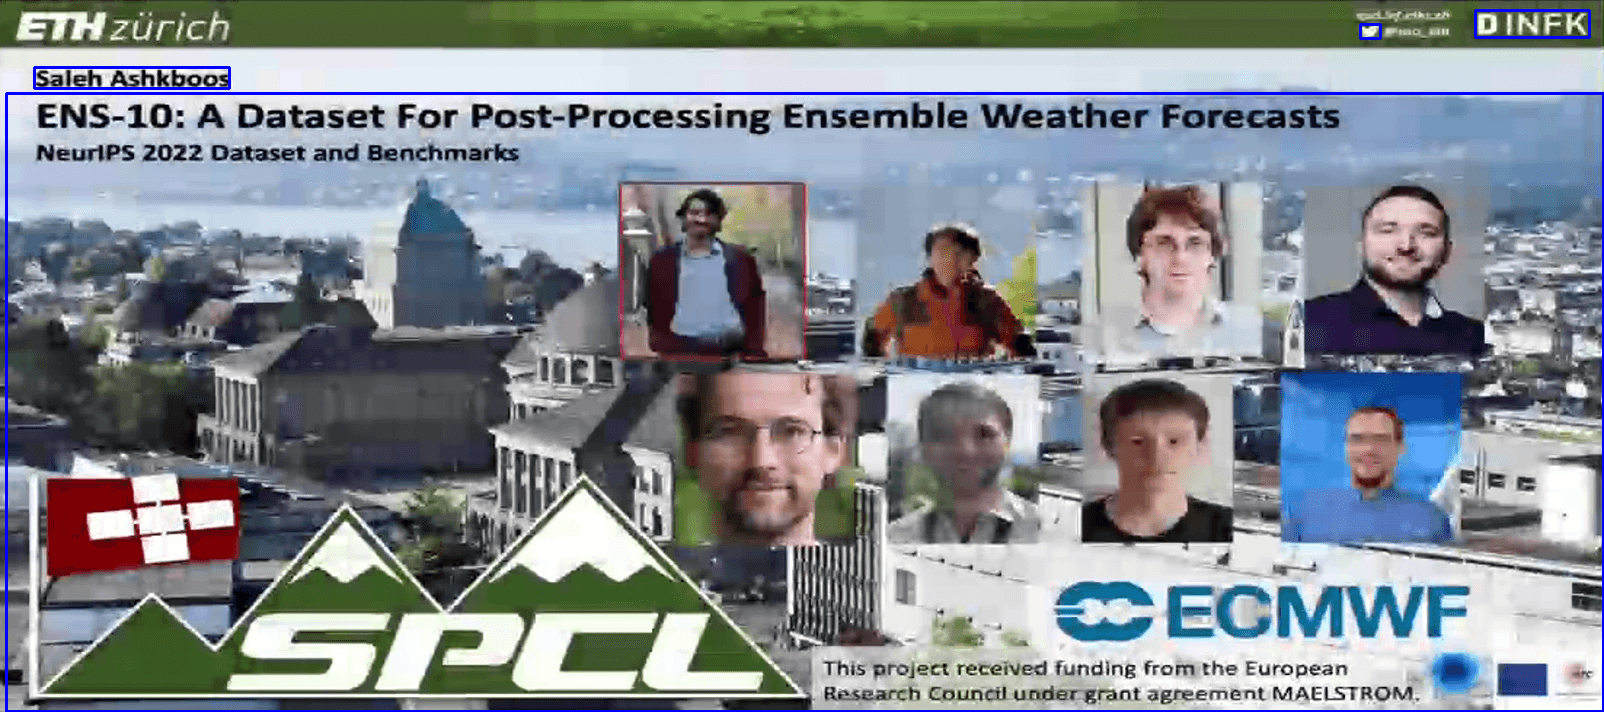 ETH zürich
D INFK
Saleh Ashkboos
ENS-10: A Dataset For Post-Processing Ensemble Weather Forecasts
NeurIPS 2022 Dataset and Benchmarks
SPCL
ECMWF
This project received funding from the European
Research Council under grant agreement MAELSTROM.